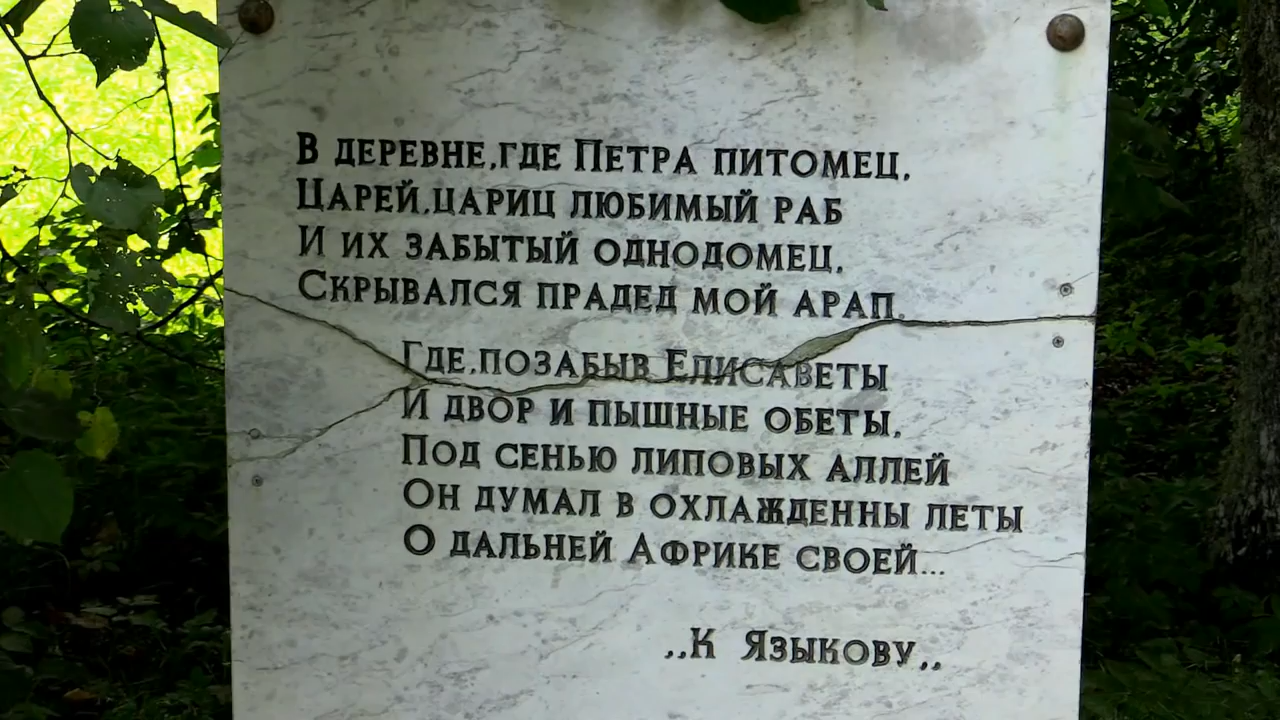 В ДЕРЕВНЕ, ГДЕ ПЕТРА ПИТОМЕЦ,
ЦАРЕЙ, ЦАРИЦ ЛЮБИМЫЙ РАБ
И ИХ ЗАБЫТЫЙ ОДНОДОМЕЦ,
СКРЫВАЛСЯ ПРАДЕД МОЙ АРАП,
ГДЕ, ПОЗАБЫВ ЕЛИСАВЕТЫ
И ДВОР И ПЫШНЫЕ ОБЕТЫ,
ПОД СЕНЬЮ ЛИПОВЫХ АЛЛЕЙ
ОН ДУМАЛ В ОХЛАЖДЕННЫ ЛЕТЫ
О ДАЛЬНЕЙ АФРИКЕ СВОЕЙ...
„К ЯЗЫКОВУ„